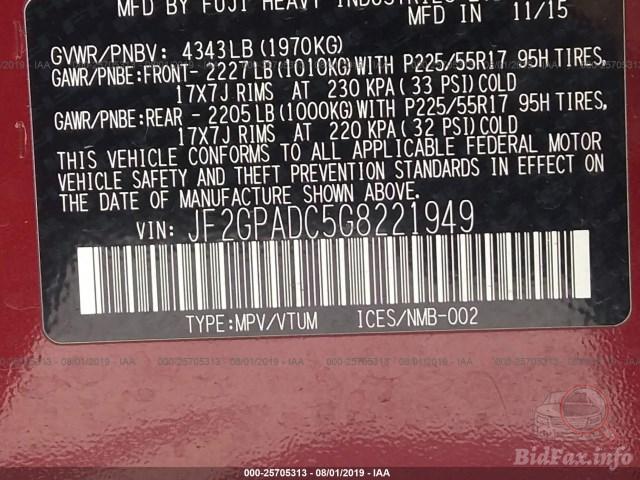 MFD BY FUJI HEAVY INDUSTRIES
MFD IN 11/15
GVWR/PNBV: 4343LB(1970KG)
GAWR/PNBE:FRONT- 2227LB(1010KG)WITH P225/55R17 95H TIRES,
17X7J RIMS AT 230 KPA(33 PSI)COLD
GAWR/PNBE:REAR - 2205LB(1000KG)WITH P225/55R17 95H TIRES,
17X7J RIMS AT 220 KPA(32 PSI)COLD
THIS VEHICLE CONFORMS TO ALL APPLICABLE FEDERAL MOTOR
VEHICLE SAFETY AND THEFT PREVENTION STANDARDS IN EFFECT ON
THE DATE OF MANUFACTURE SHOWN ABOVE.
VIN: JF2GPADC5G8221949
TYPE:MPV/VTUM ICES/NMB-002
000-25705313 - 08/01/2019 - IAA
BidFax.info